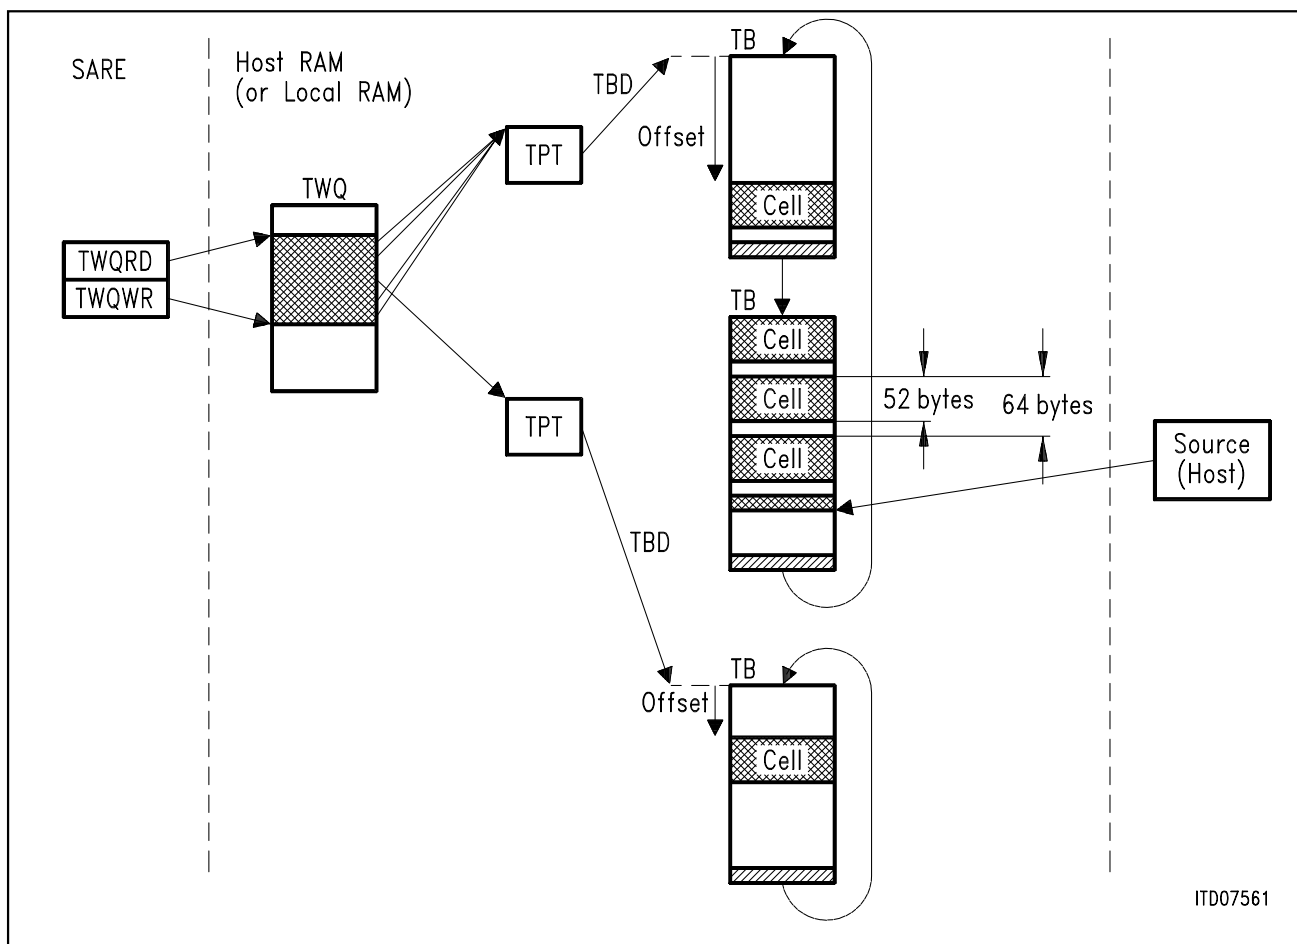 SARE
Host RAM
(or Local RAM)
TB
TBD
Offset
TPT
TWQ
Cell
TWQRD
TWQWR
TB
Cell
Cell
52 bytes
64 bytes
TPT
Cell
Source
(Host)
TBD
TB
Offset
Cell
ITD07561